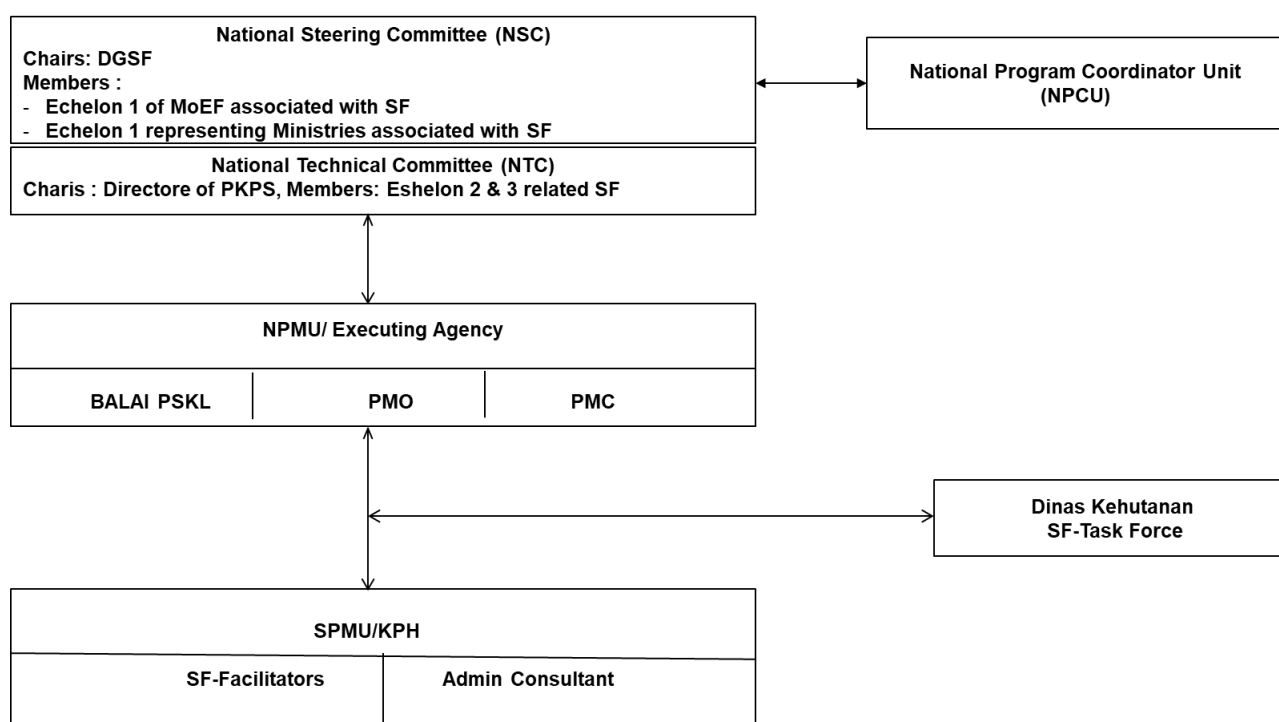 National Steering Committee (NSC)
Chairs: DGSF
Members :
- Echelon 1 of MoEF associated with SF
- Echelon 1 representing Ministries associated with SF
National Program Coordinator Unit
(NPCU)
National Technical Committee (NTC)
Charis : Directore of PKPS, Members: Eshelon 2 & 3 related SF
NPMU/ Executing Agency
BALAI PSKL
PMO
PMC
Dinas Kehutanan
SF-Task Force
SPMU/KPH
SF-Facilitators
Admin Consultant